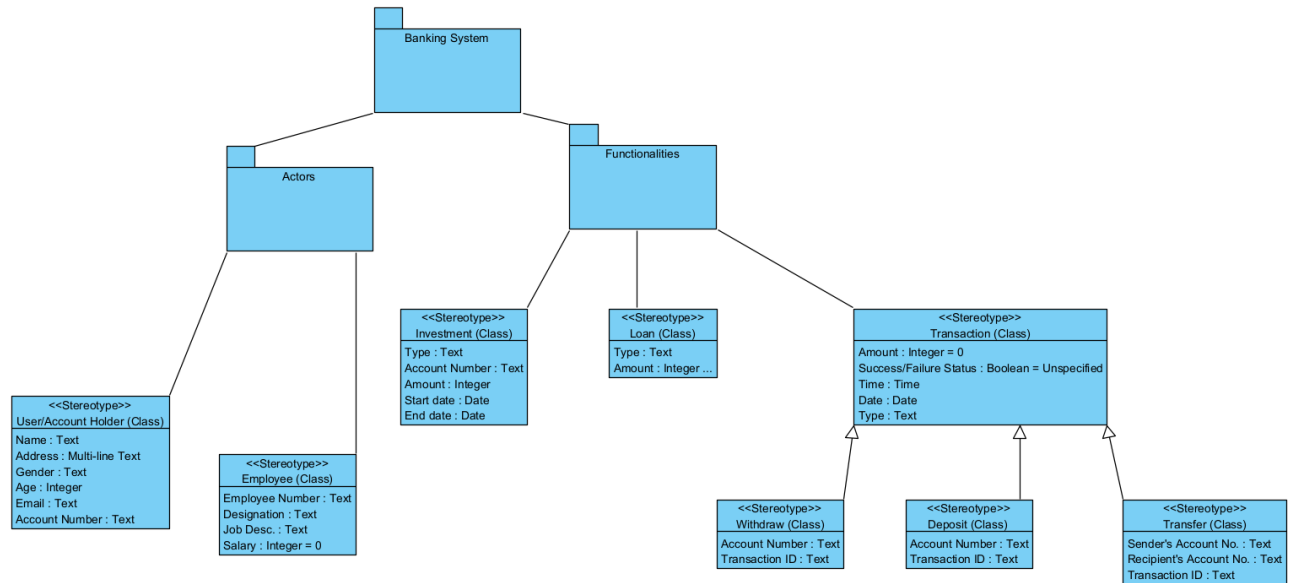 Banking System
Functionalities
Actors
<<Stereotype>>
Investment (Class)
Type : Text
Account Number : Text
Amount : Integer
Start date : Date
End date : Date
<<Stereotype>>
Loan (Class)
Type : Text
Amount : Integer ...
<<Stereotype>>
Transaction (Class)
Amount : Integer = 0
Success/Failure Status : Boolean = Unspecified
Time : Time
Date : Date
Type : Text
<<Stereotype>>
User/Account Holder (Class)
Name : Text
Address : Multi-line Text
Gender : Text
Age : Integer
Email : Text
Account Number : Text
<<Stereotype>>
Employee (Class)
Employee Number : Text
Designation : Text
Job Desc. : Text
Salary : Integer = 0
<<Stereotype>>
Withdraw (Class)
Account Number : Text
Transaction ID : Text
<<Stereotype>>
Deposit (Class)
Account Number : Text
Transaction ID : Text
<<Stereotype>>
Transfer (Class)
Sender's Account No. : Text
Recipient's Account No. : Text
Transaction ID : Text